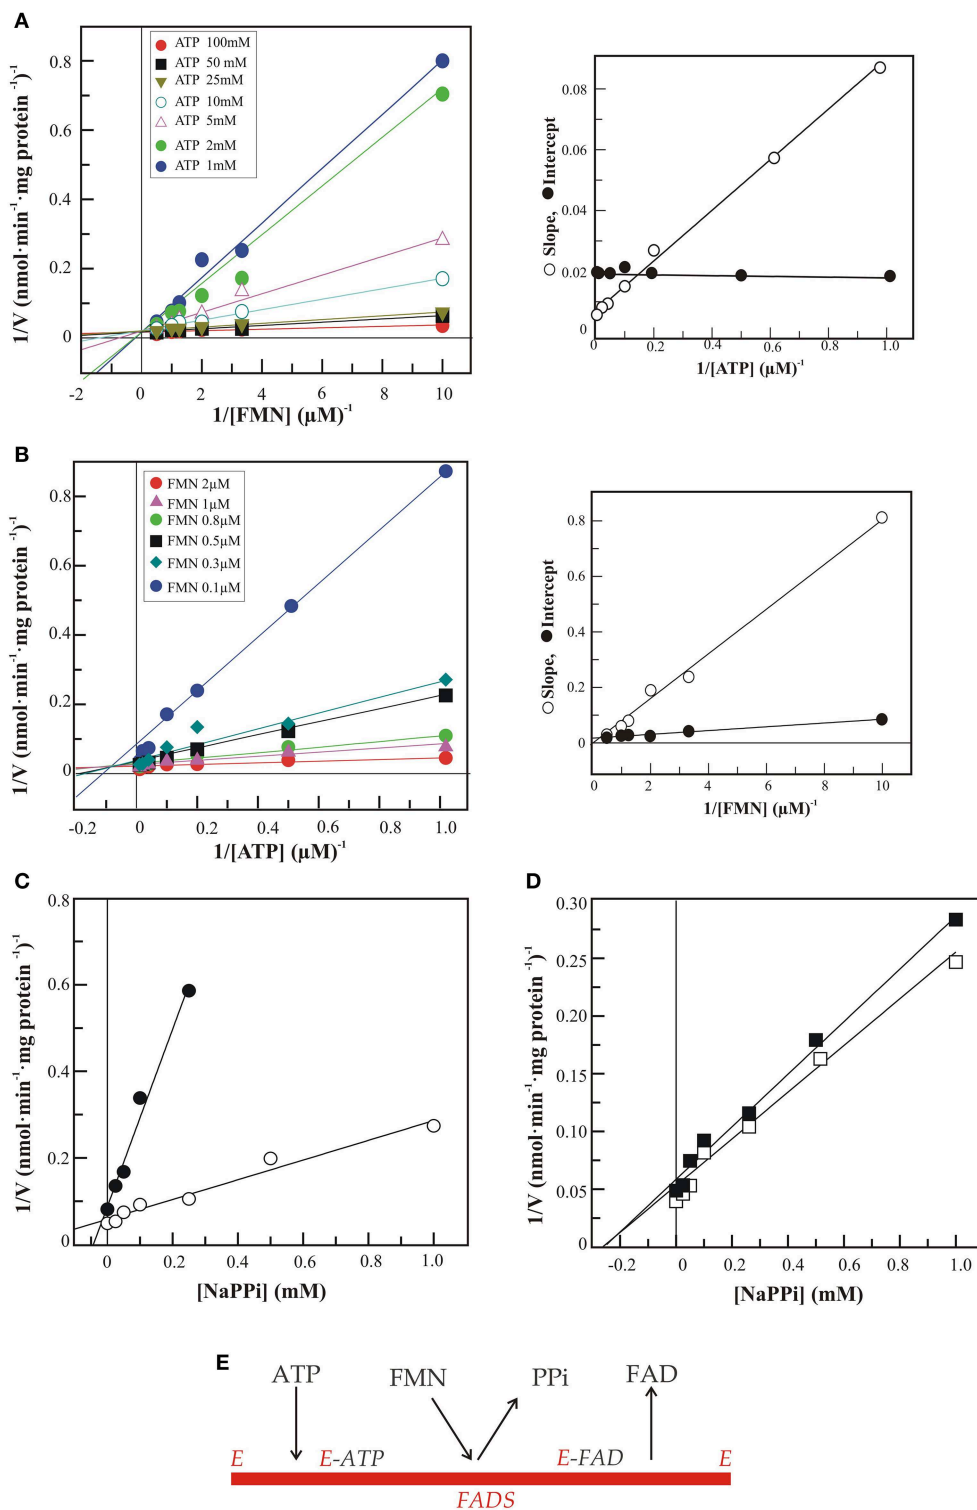 A
1/V (nmol·min⁻¹·mg protein⁻¹)⁻¹
0.8
0.6
0.4
0.2
0
-2 0 2 4 6 8 10
1/[FMN] (µM)⁻¹
ATP 100mM
ATP 50 mM
ATP 25mM
ATP 10mM
ATP 5mM
ATP 2mM
ATP 1mM
Slope, Intercept
0.08
0.06
0.04
0.02
0
0 0.2 0.6 1.0
1/[ATP] (µM)⁻¹
B
1/V (nmol·min⁻¹·mg protein⁻¹)⁻¹
0.8
0.6
0.4
0.2
0
-0.2 0 0.2 0.4 0.6 0.8 1.0
1/[ATP] (µM)⁻¹
FMN 2µM
FMN 1µM
FMN 0.8µM
FMN 0.5µM
FMN 0.3µM
FMN 0.1µM
Slope, Intercept
0.8
0.6
0.4
0.2
0
0 2 4 6 8 10
1/[FMN] (µM)⁻¹
C
1/V (nmol·min⁻¹·mg protein⁻¹)⁻¹
0.8
0.6
0.4
0.2
0
0 0.2 0.4 0.6 0.8 1.0
[NaPPi] (mM)
D
1/V (nmol·min⁻¹·mg protein⁻¹)⁻¹
0.30
0.25
0.20
0.15
0.10
0.05
0
-0.2 0 0.2 0.4 0.6 0.8 1.0
[NaPPi] (mM)
E
ATP FMN PPi FAD
E E-ATP E-FAD E
FADS